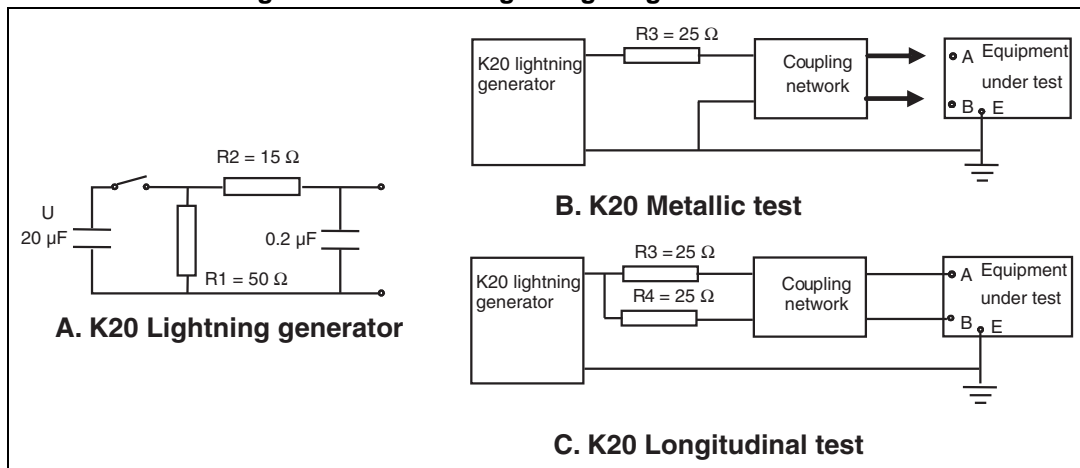 U
20 µF
R2 = 15 Ω
0.2 µF
R1 = 50 Ω
A. K20 Lightning generator
K20 lightning
generator
R3 = 25 Ω
Coupling
network
A
Equipment
under test
B
E
B. K20 Metallic test
K20 lightning
generator
R3 = 25 Ω
R4 = 25 Ω
Coupling
network
A
Equipment
under test
B
E
C. K20 Longitudinal test